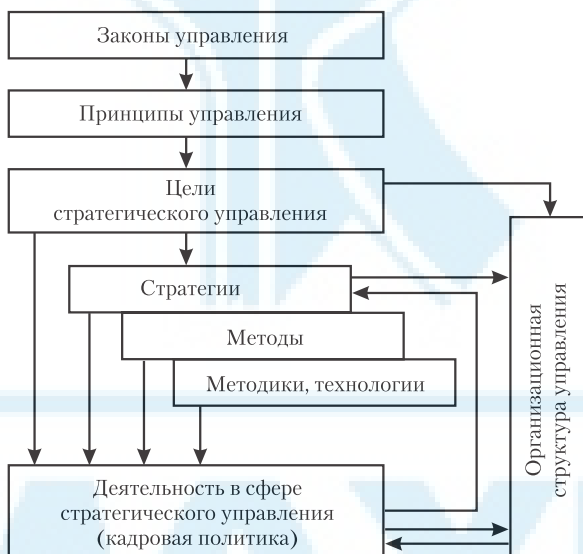 Законы управления
Принципы управления
Цели
стратегического управления
Стратегии
Методы
Методики, технологии
Организационная
структура управления
Деятельность в сфере
стратегического управления
(кадровая политика)